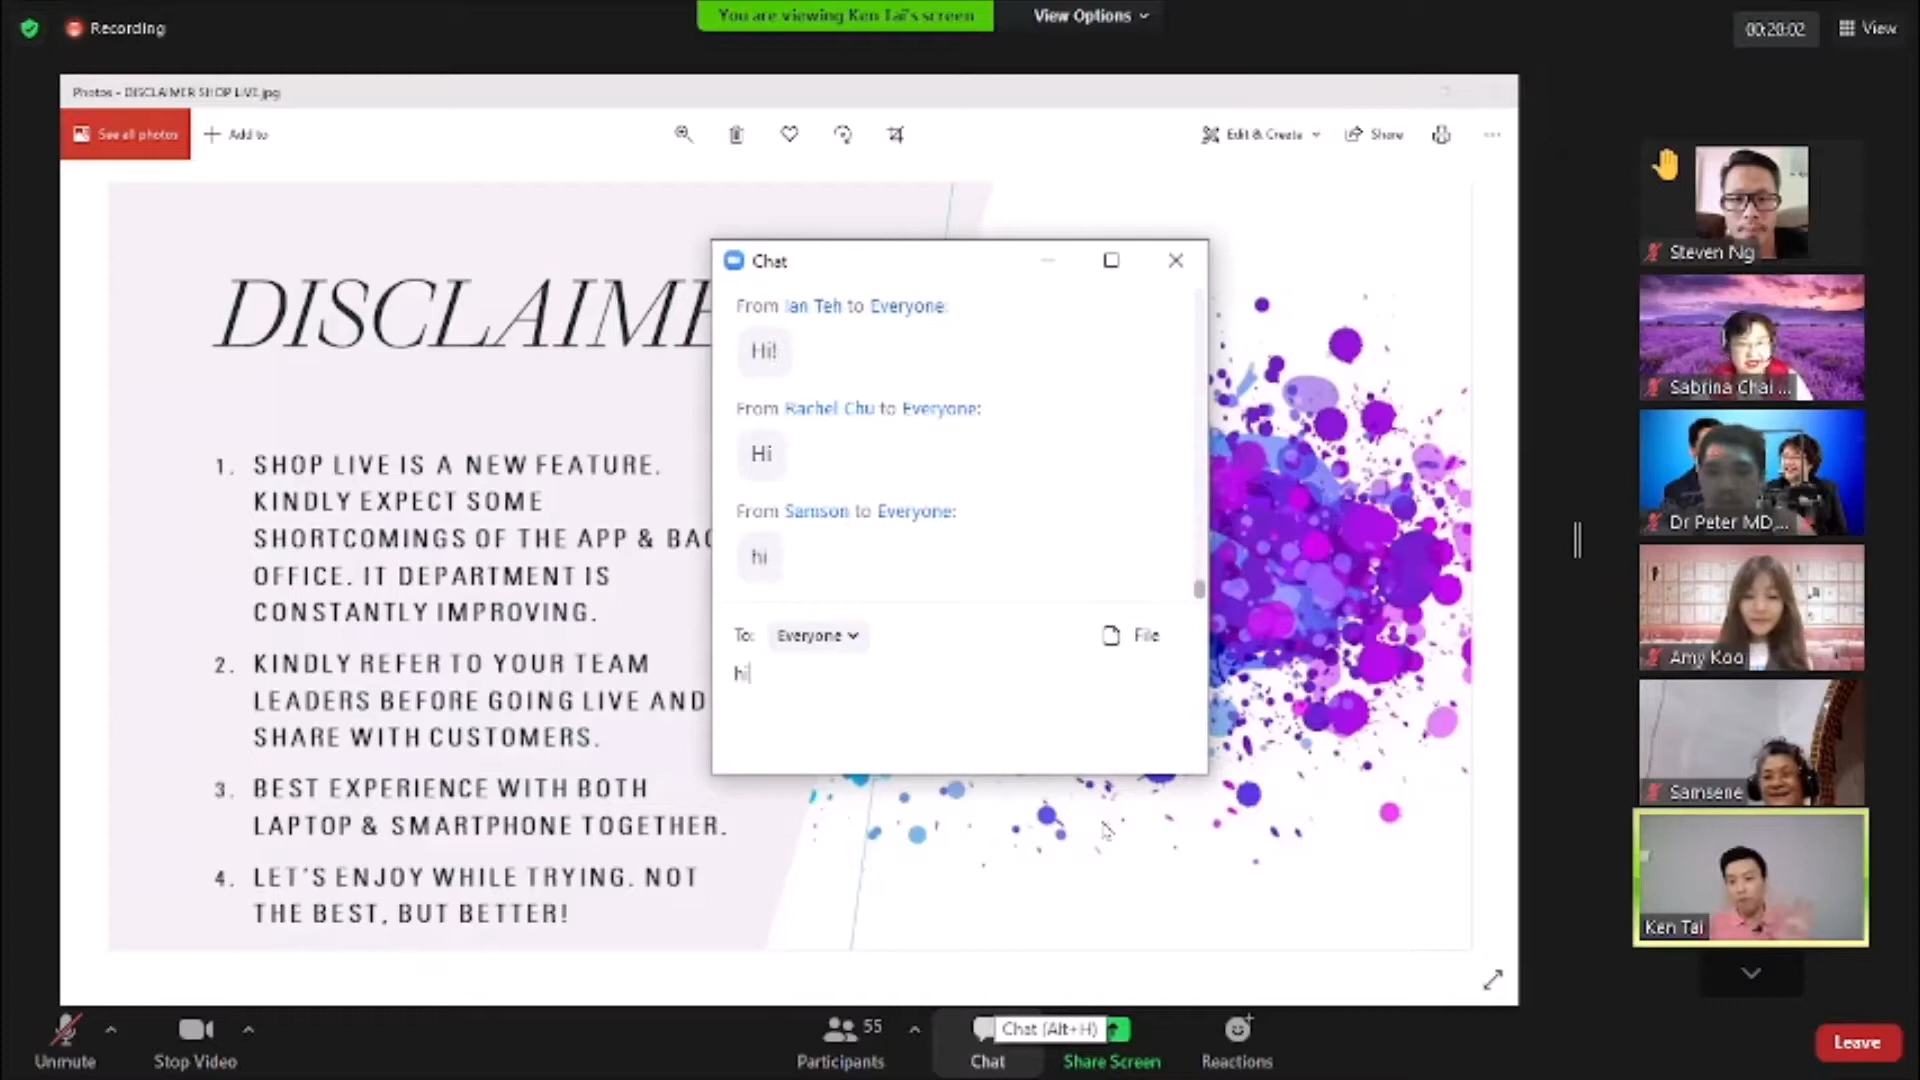 Recording
You are viewing Ken Tai's screen
View Options
00:20:02
View
Photos - DISCLAIMER SHOP LIVE.jpg
See all photos
Add to
Edit & Create
Share
DISCLAIME
1. SHOP LIVE IS A NEW FEATURE.
KINDLY EXPECT SOME
SHORTCOMINGS OF THE APP & BAC
OFFICE. IT DEPARTMENT IS
CONSTANTLY IMPROVING.
2. KINDLY REFER TO YOUR TEAM
LEADERS BEFORE GOING LIVE AND
SHARE WITH CUSTOMERS.
3. BEST EXPERIENCE WITH BOTH
LAPTOP & SMARTPHONE TOGETHER.
4. LET'S ENJOY WHILE TRYING. NOT
THE BEST, BUT BETTER!
Chat
From Ian Teh to Everyone:
Hi!
From Rachel Chu to Everyone:
Hi
From Samson to Everyone:
hi
To: Everyone
File
hi
Steven Ng
Sabrina Chai ...
Dr Peter MD,...
Amy Koo
Samsene
Ken Tai
Unmute
Stop Video
Participants
55
Chat
Chat (Alt+H)
Share Screen
Reactions
Leave